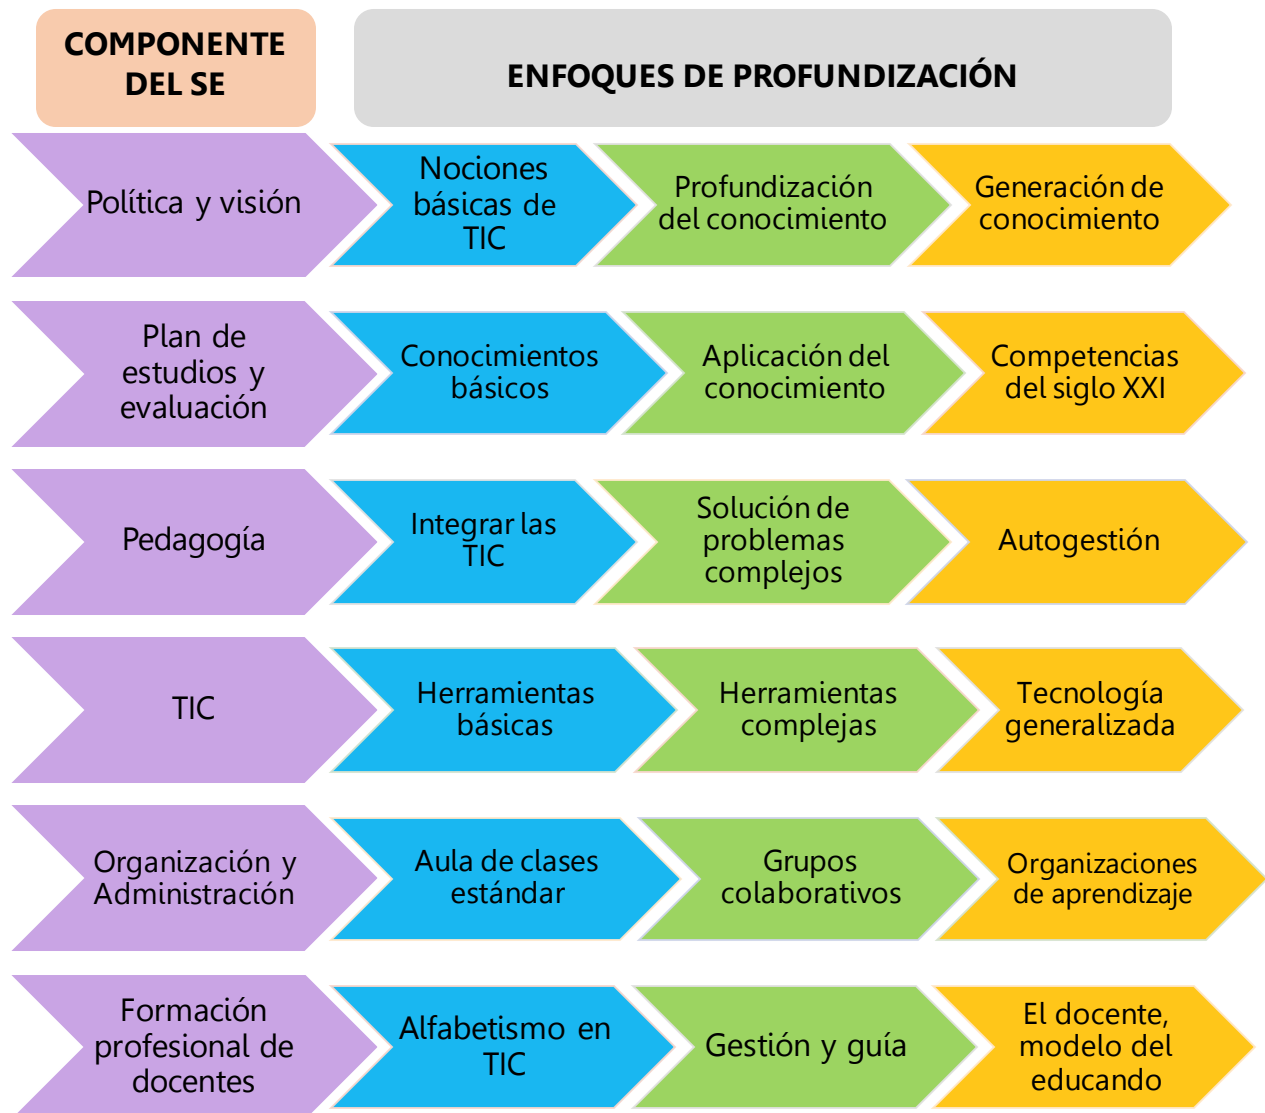 COMPONENTE
DEL SE
ENFOQUES DE PROFUNDIZACIÓN
Política y visión
Nociones
básicas de
TIC
Profundización
del conocimiento
Generación de
conocimiento
Plan de
estudios y
evaluación
Conocimientos
básicos
Aplicación del
conocimiento
Competencias
del siglo XXI
Pedagogía
Integrar las
TIC
Solución de
problemas
complejos
Autogestión
TIC
Herramientas
básicas
Herramientas
complejas
Tecnología
generalizada
Organización y
Administración
Aula de clases
estándar
Grupos
colaborativos
Organizaciones
de aprendizaje
Formación
profesional de
docentes
Alfabetismo en
TIC
Gestión y guía
El docente,
modelo del
educando